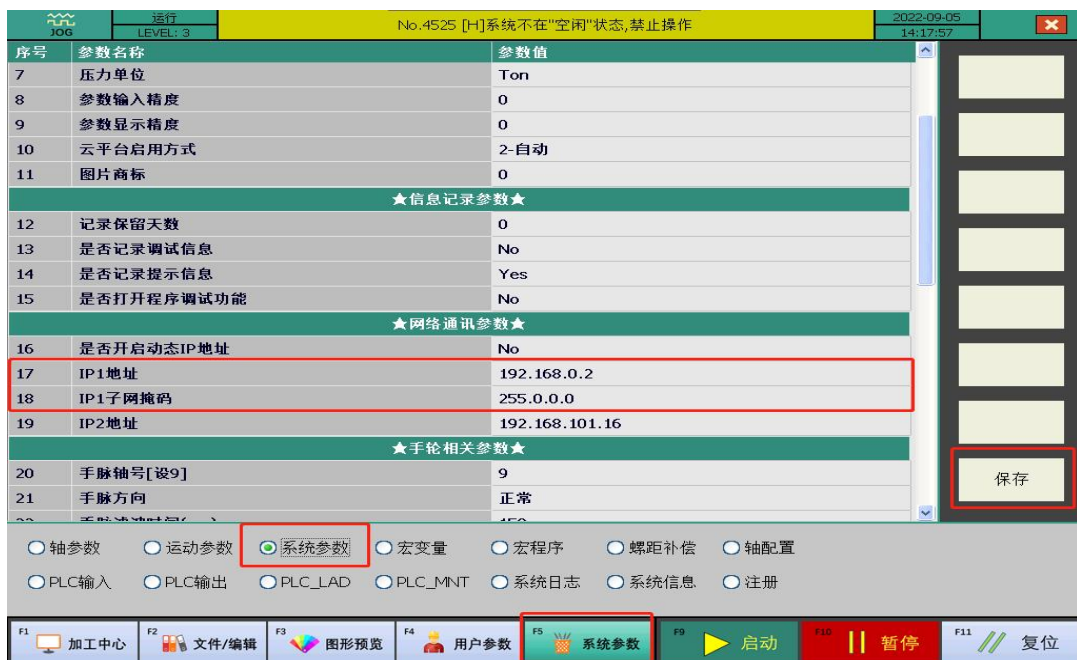 JOG
运行
LEVEL: 3
No.4525 [H]系统不在"空闲"状态,禁止操作
2022-09-05
14:17:57
序号 参数名称 参数值
7 压力单位 Ton
8 参数输入精度 0
9 参数显示精度 0
10 云平台启用方式 2-自动
11 图片商标 0
★信息记录参数★
12 记录保留天数 0
13 是否记录调试信息 No
14 是否记录提示信息 Yes
15 是否打开程序调试功能 No
★网络通讯参数★
16 是否开启动态IP地址 No
17 IP1地址 192.168.0.2
18 IP1子网掩码 255.0.0.0
19 IP2地址 192.168.101.16
★手轮相关参数★
20 手脉轴号[设9] 9
21 手脉方向 正常
保存
轴参数 运动参数 系统参数 宏变量 宏程序 螺距补偿 轴配置
PLC输入 PLC输出 PLC_LAD PLC_MNT 系统日志 系统信息 注册
F1 加工中心 F2 文件/编辑 F3 图形预览 F4 用户参数 F5 系统参数 F9 启动 F10 暂停 F11 复位